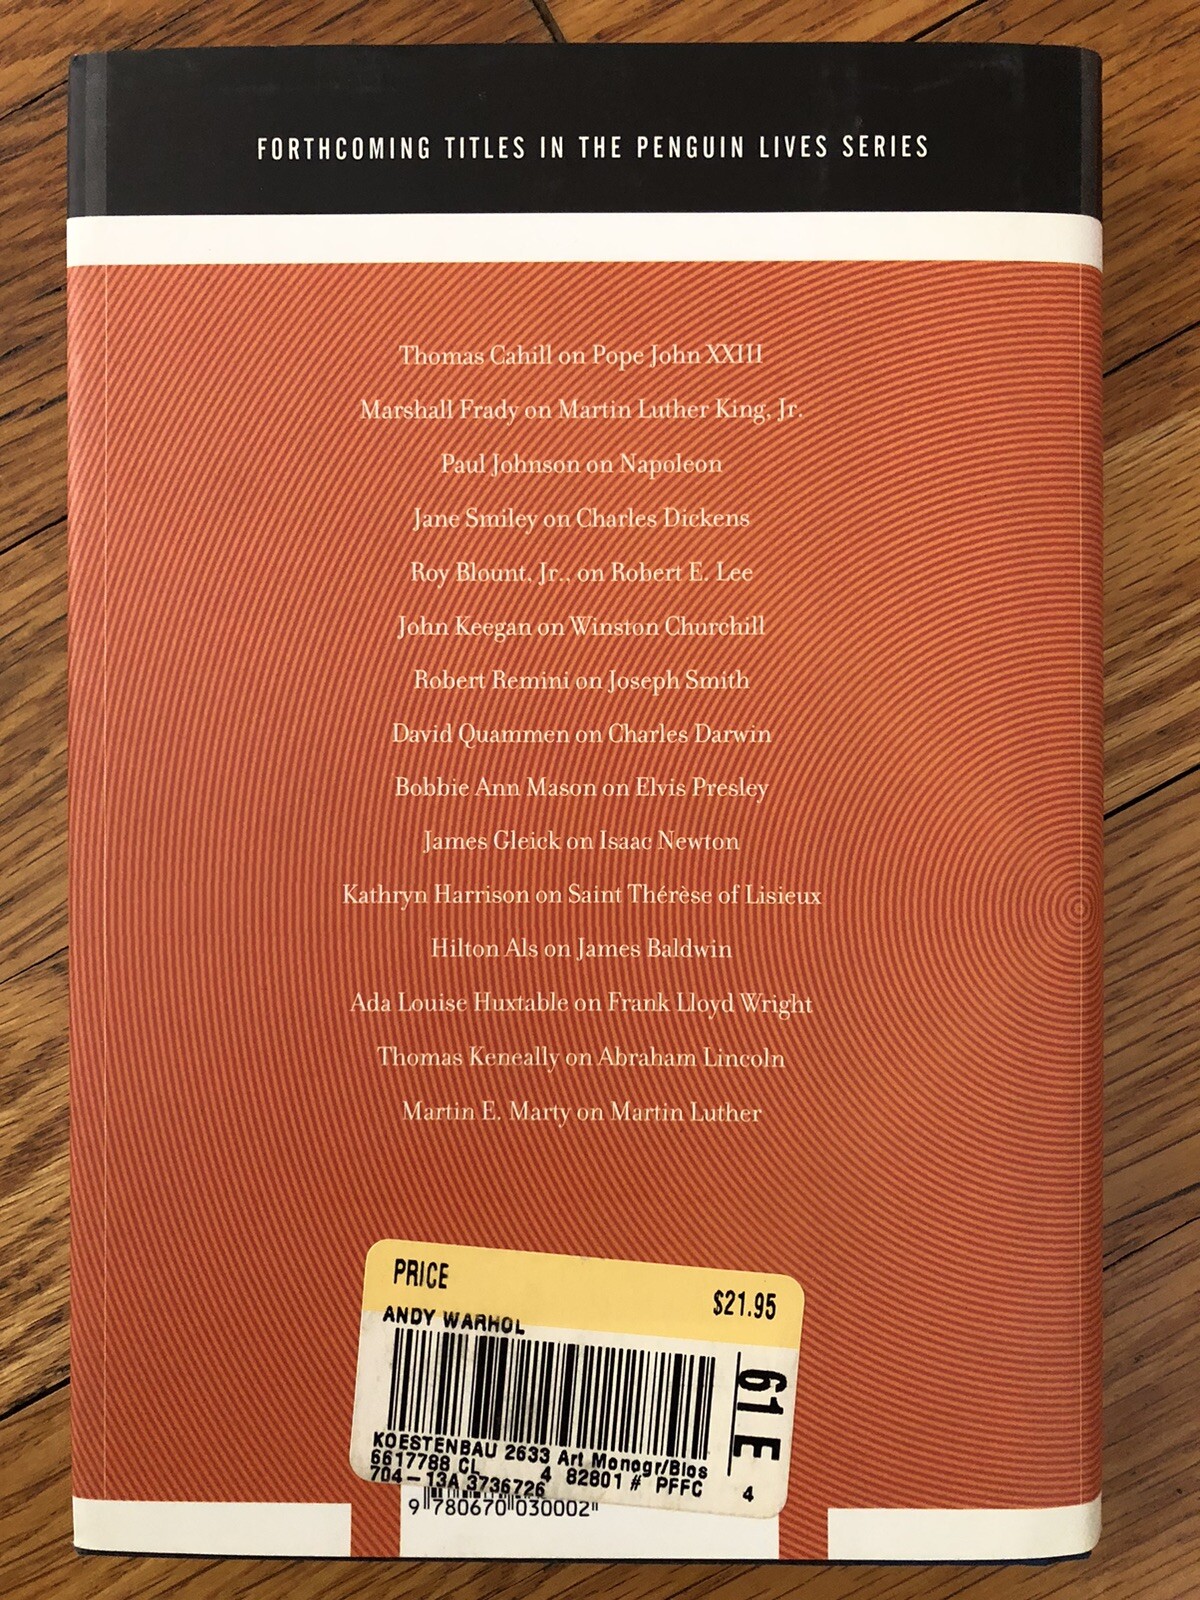 FORTHCOMING TITLES IN THE PENGUIN LIVES SERIES
Thomas Cahill on Pope John XXIII
Marshall Frady on Martin Luther King, Jr.
Paul Johnson on Napoleon
Jane Smiley on Charles Dickens
Roy Blount, Jr., on Robert E. Lee
John Keegan on Winston Churchill
Robert Remini on Joseph Smith
David Quammen on Charles Darwin
Bobbie Ann Mason on Elvis Presley
James Gleick on Isaac Newton
Kathryn Harrison on Saint Thérèse of Lisieux
Hilton Als on James Baldwin
Ada Louise Huxtable on Frank Lloyd Wright
Thomas Keneally on Abraham Lincoln
Martin E. Marty on Martin Luther
PRICE $21.95
ANDY WARHOL
61 E
KOESTENBAU 2633 Art Monogr/Bios
6617788 CL 4 82801 # PFFC 4
704-13A 3736726
9 780670 030002